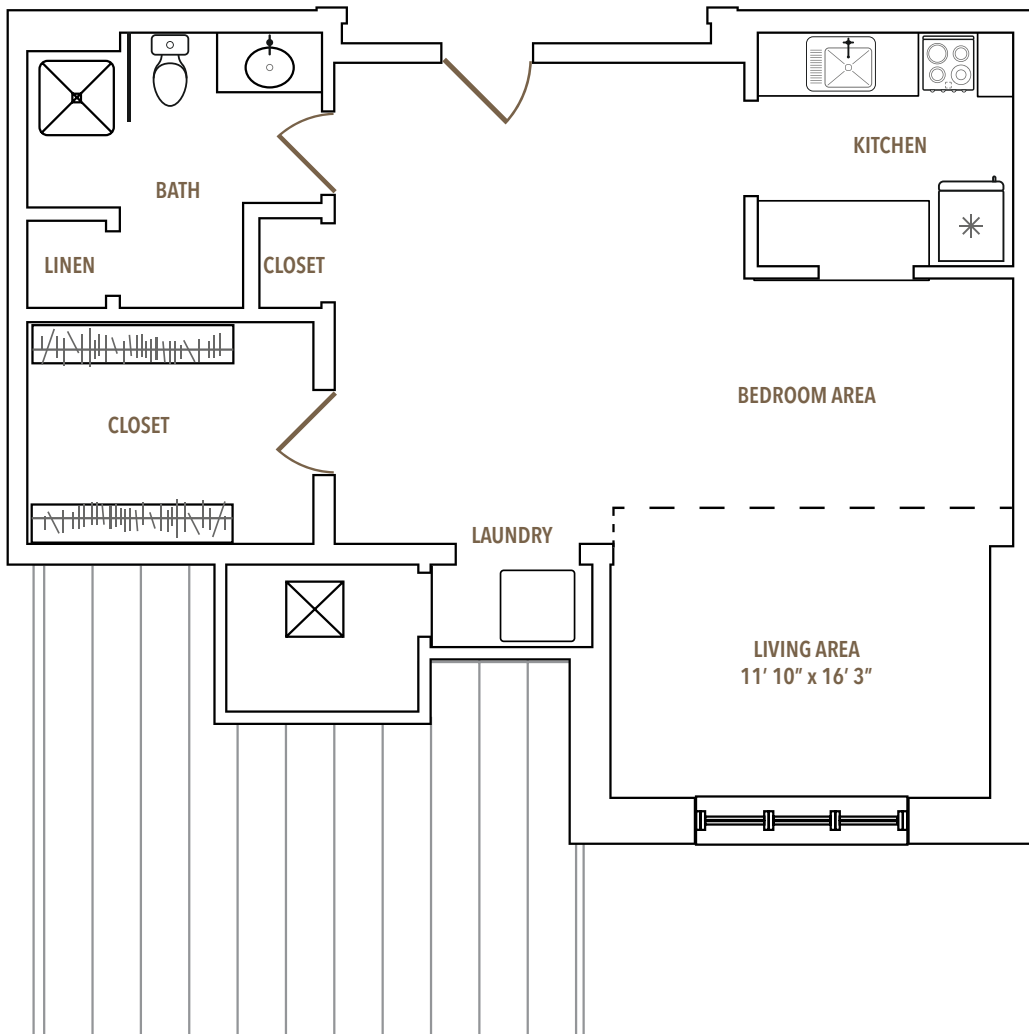 KITCHEN
BATH
LINEN
CLOSET
BEDROOM AREA
CLOSET
LAUNDRY
LIVING AREA
11′ 10″ x 16′ 3″